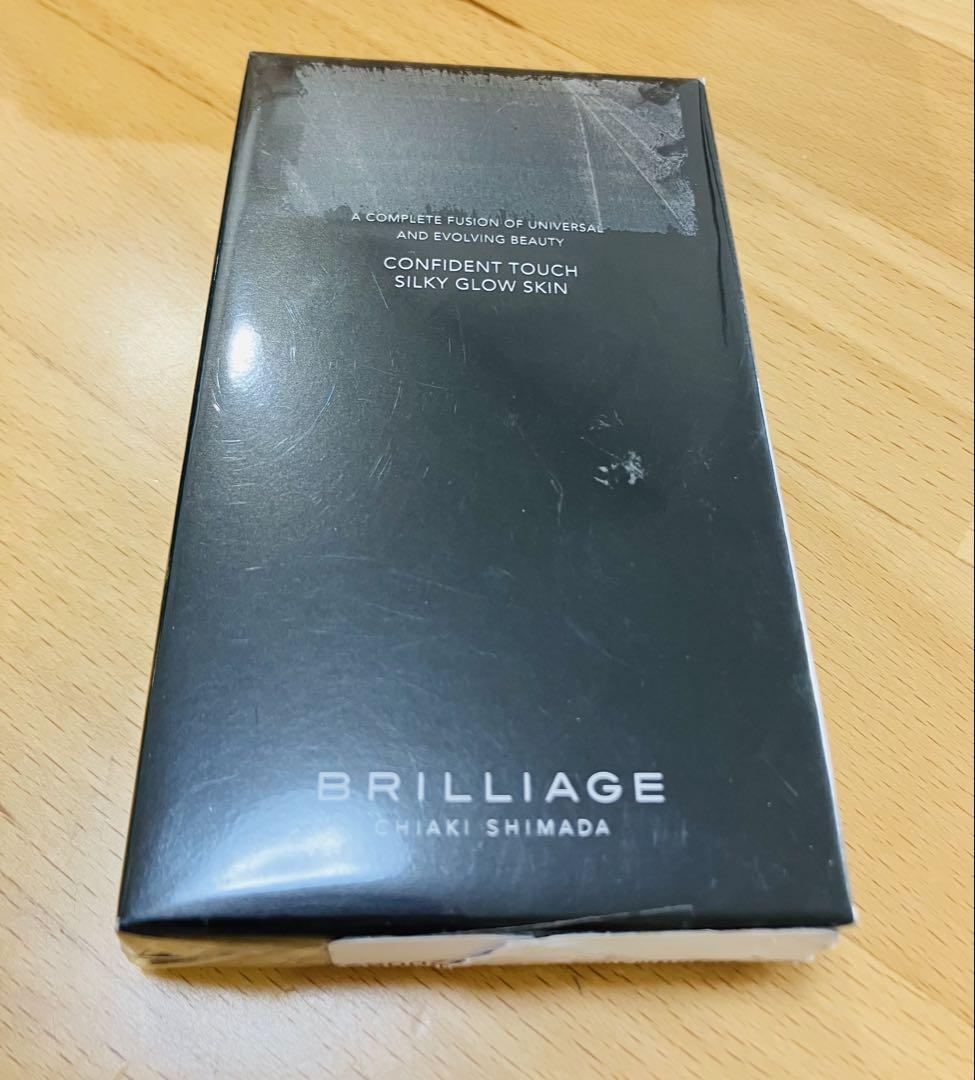 A COMPLETE FUSION OF UNIVERSAL
AND EVOLVING BEAUTY
CONFIDENT TOUCH
SILKY GLOW SKIN
BRILLIAGE
CHIAKI SHIMADA